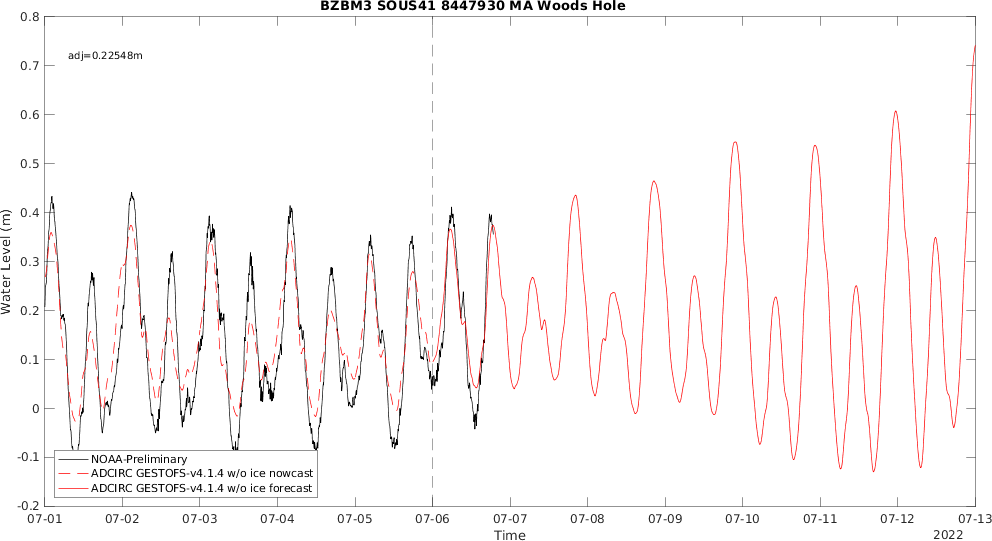 BZBM3 SOUS41 8447930 MA Woods Hole
adj=0.22548m
Water Level (m)
0.8
0.7
0.6
0.5
0.4
0.3
0.2
0.1
0
-0.1
-0.2
NOAA-Preliminary
ADCIRC GESTOFS-v4.1.4 w/o ice nowcast
ADCIRC GESTOFS-v4.1.4 w/o ice forecast
07-01 07-02 07-03 07-04 07-05 07-06 07-07 07-08 07-09 07-10 07-11 07-12 07-13
Time
2022